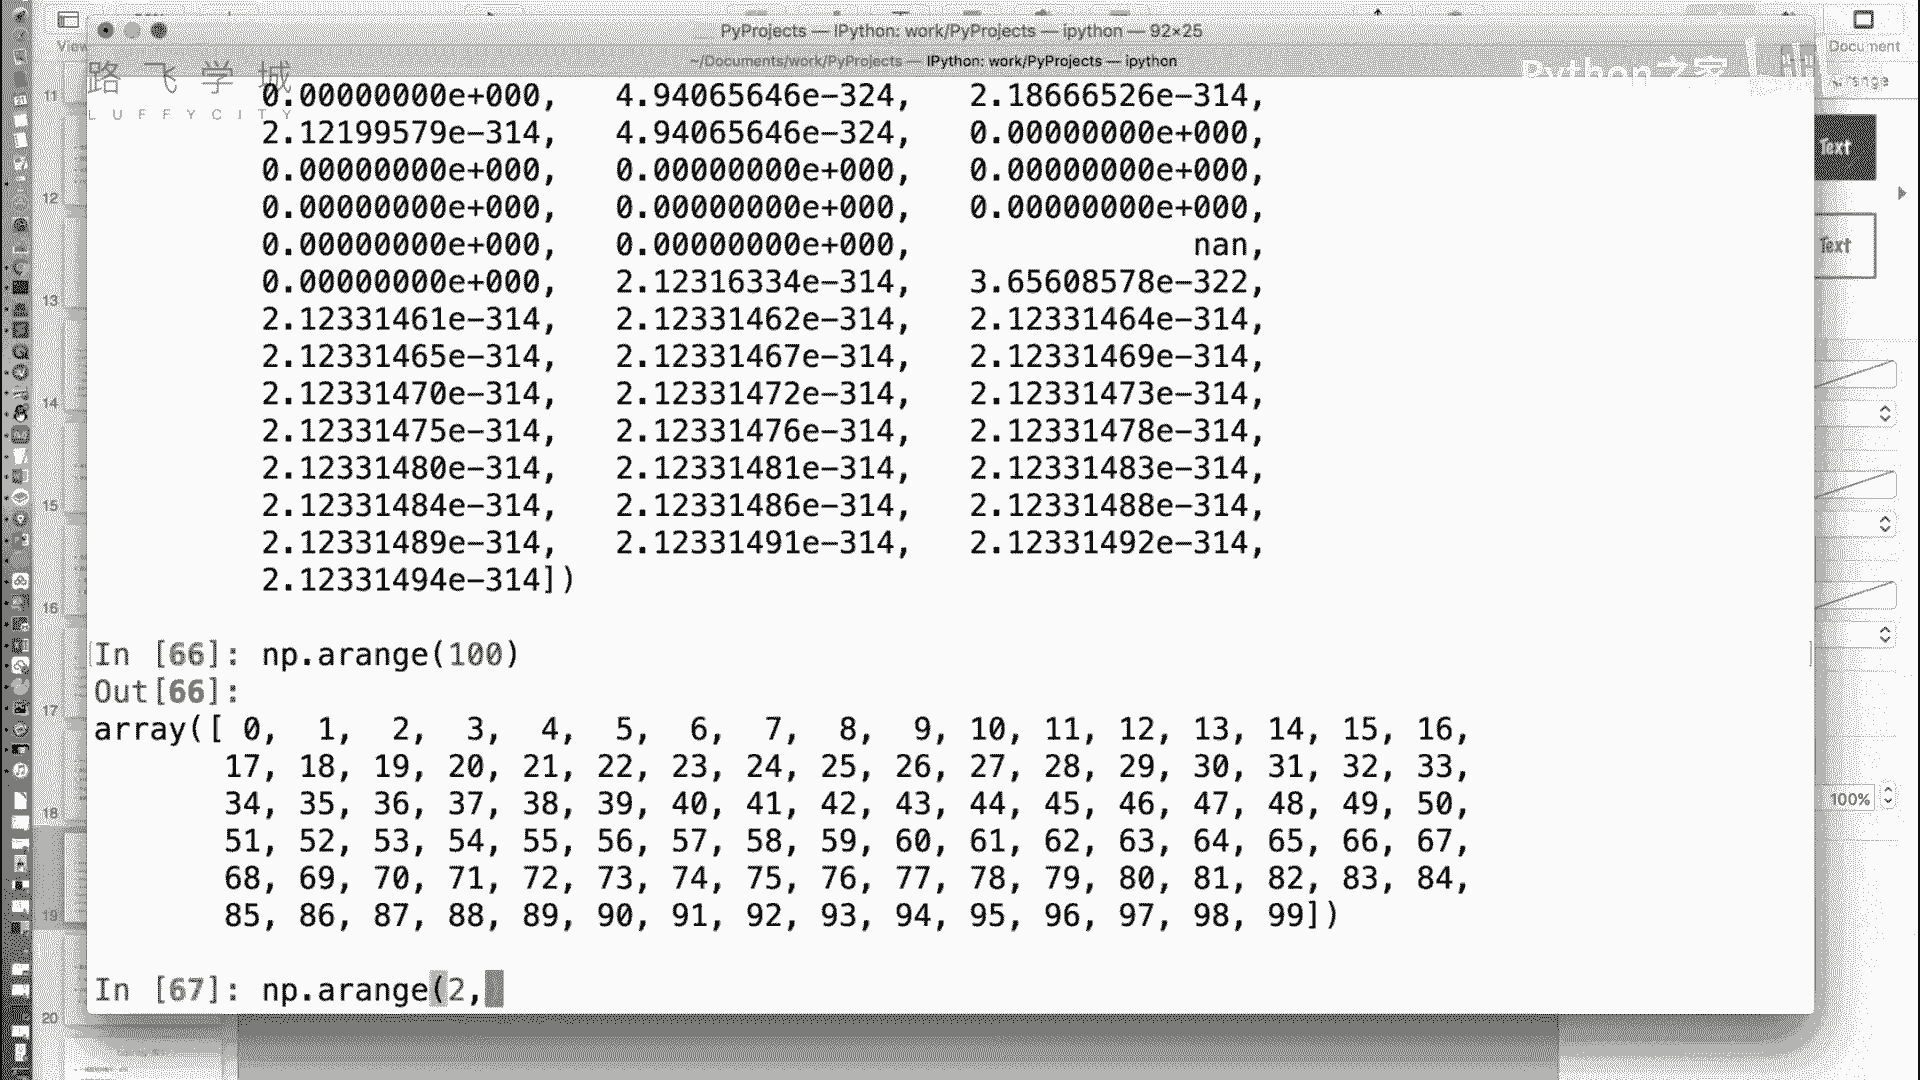 PyProjects — IPython: work/PyProjects — ipython — 92×25
~/Documents/work/PyProjects — IPython: work/PyProjects — ipython
View
Document
路飞学城
LUFFYCITY
Python之家
0.00000000e+000, 4.94065646e-324, 2.18666526e-314,
2.12199579e-314, 4.94065646e-324, 0.00000000e+000,
0.00000000e+000, 0.00000000e+000, 0.00000000e+000,
0.00000000e+000, 0.00000000e+000, 0.00000000e+000,
0.00000000e+000, 0.00000000e+000, nan,
0.00000000e+000, 2.12316334e-314, 3.65608578e-322,
2.12331461e-314, 2.12331462e-314, 2.12331464e-314,
2.12331465e-314, 2.12331467e-314, 2.12331469e-314,
2.12331470e-314, 2.12331472e-314, 2.12331473e-314,
2.12331475e-314, 2.12331476e-314, 2.12331478e-314,
2.12331480e-314, 2.12331481e-314, 2.12331483e-314,
2.12331484e-314, 2.12331486e-314, 2.12331488e-314,
2.12331489e-314, 2.12331491e-314, 2.12331492e-314,
2.12331494e-314])
In [66]: np.arange(100)
Out[66]:
array([ 0, 1, 2, 3, 4, 5, 6, 7, 8, 9, 10, 11, 12, 13, 14, 15, 16,
17, 18, 19, 20, 21, 22, 23, 24, 25, 26, 27, 28, 29, 30, 31, 32, 33,
34, 35, 36, 37, 38, 39, 40, 41, 42, 43, 44, 45, 46, 47, 48, 49, 50,
51, 52, 53, 54, 55, 56, 57, 58, 59, 60, 61, 62, 63, 64, 65, 66, 67,
68, 69, 70, 71, 72, 73, 74, 75, 76, 77, 78, 79, 80, 81, 82, 83, 84,
85, 86, 87, 88, 89, 90, 91, 92, 93, 94, 95, 96, 97, 98, 99])
In [67]: np.arange(2,
11
12
13
14
15
16
17
18
19
20
Text
Text
100%